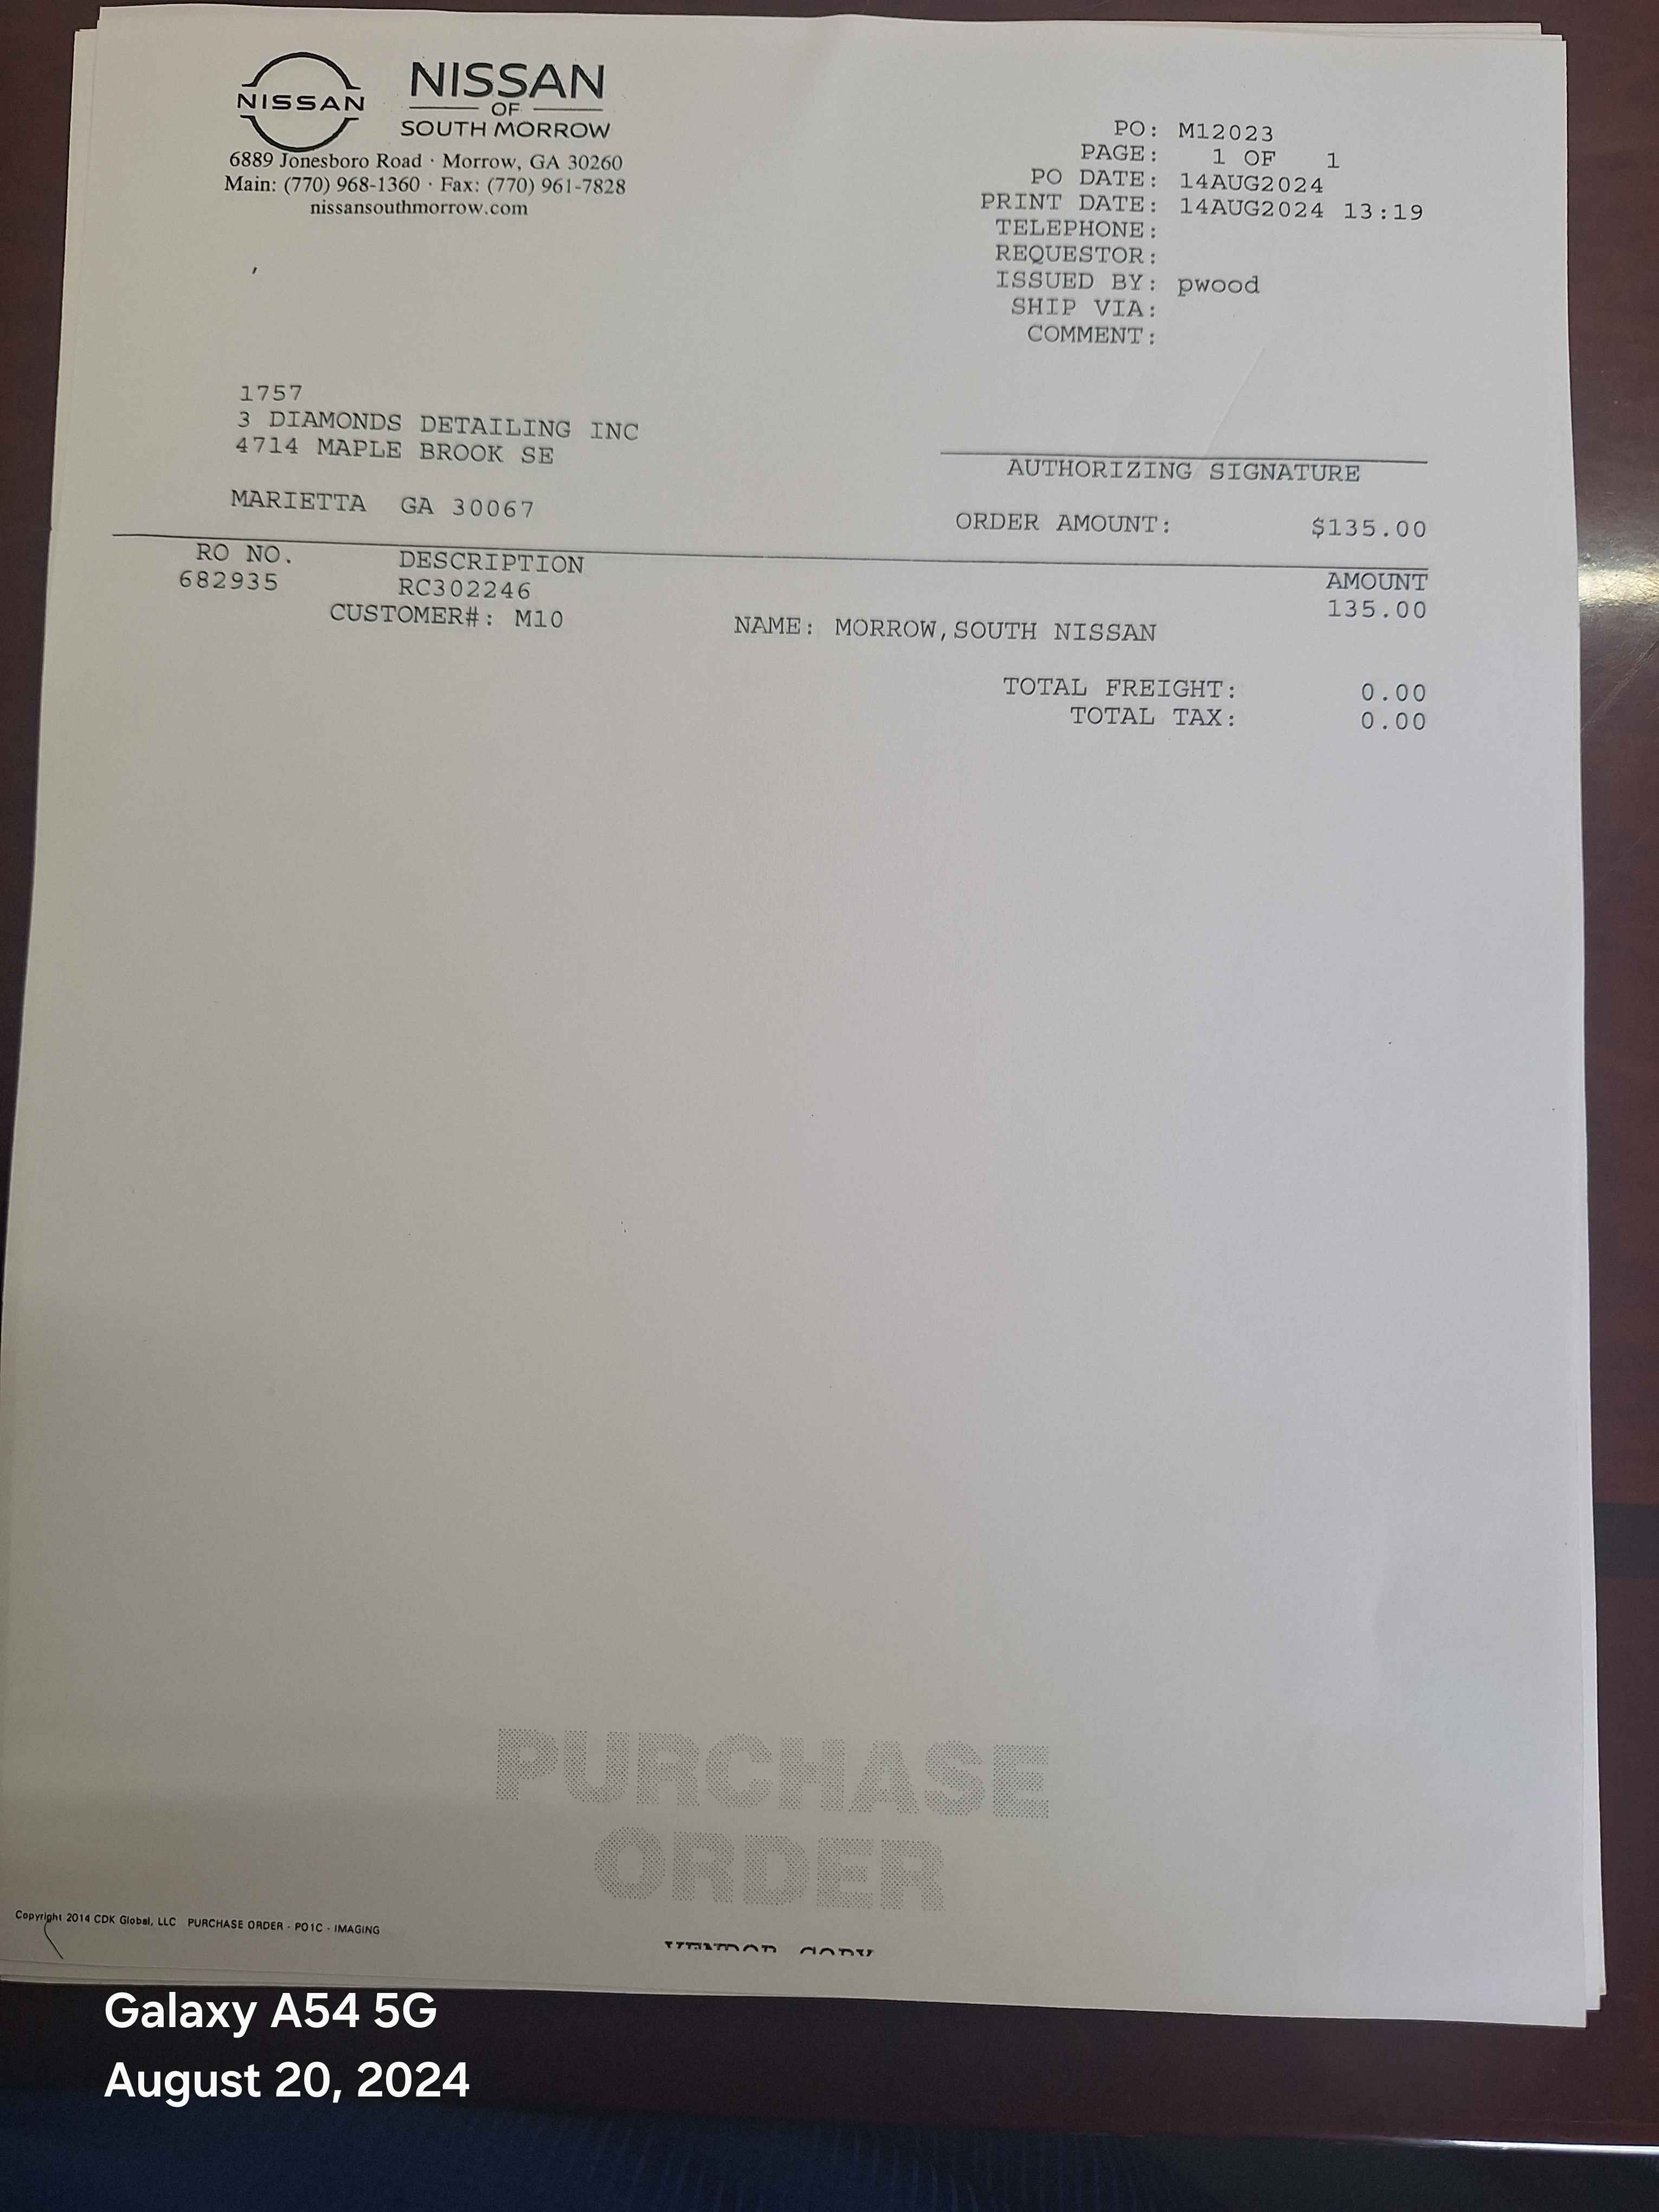 NISSAN
NISSAN
OF
SOUTH MORROW
6889 Jonesboro Road · Morrow, GA 30260
Main: (770) 968-1360 · Fax: (770) 961-7828
nissansouthmorrow.com
PO: M12023
PAGE: 1 OF 1
PO DATE: 14AUG2024
PRINT DATE: 14AUG2024 13:19
TELEPHONE:
REQUESTOR:
ISSUED BY: pwood
SHIP VIA:
COMMENT:
1757
3 DIAMONDS DETAILING INC
4714 MAPLE BROOK SE
MARIETTA GA 30067
AUTHORIZING SIGNATURE
ORDER AMOUNT: $135.00
RO NO. DESCRIPTION AMOUNT
682935 RC302246 135.00
CUSTOMER#: M10 NAME: MORROW,SOUTH NISSAN
TOTAL FREIGHT: 0.00
TOTAL TAX: 0.00
PURCHASE
ORDER
Copyright 2014 CDK Global, LLC PURCHASE ORDER - PO1C - IMAGING
VENDOR COPY
Galaxy A54 5G
August 20, 2024